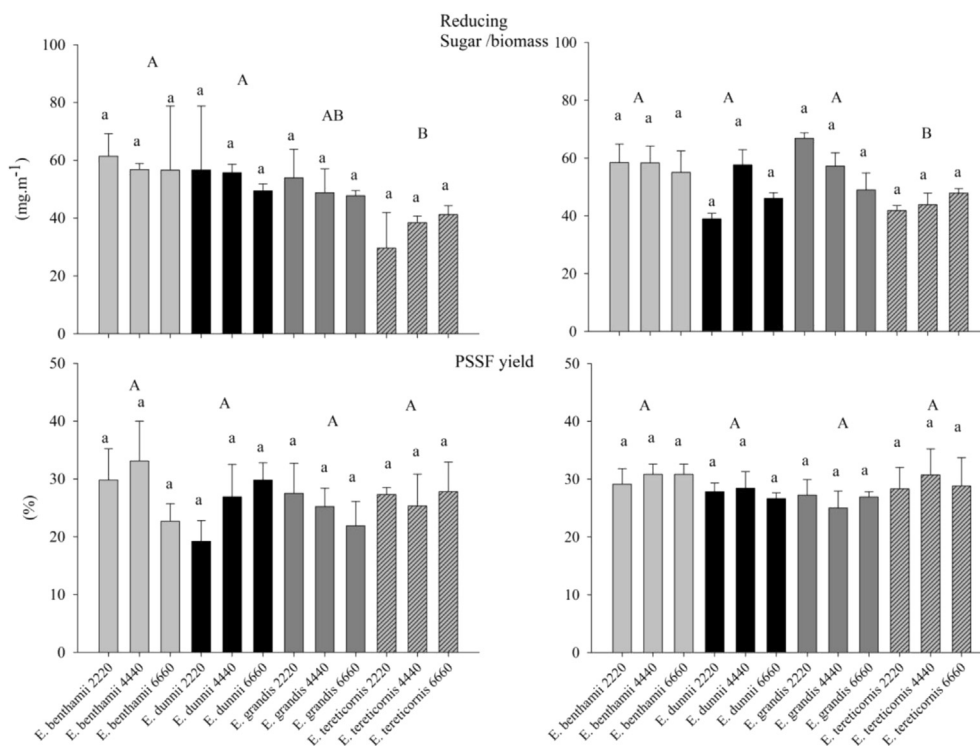 Reducing
Sugar /biomass
100
80
60
40
20
0
(mg.m⁻¹)
A A AB B
a a a a a a a a a a a a
100
80
60
40
20
0
A A A B
a a a a a a a a a a a a
PSSF yield
50
40
30
20
10
0
(%)
A A A A
a a a a a a a a a a a a
E. benthamii 2220
E. benthamii 4440
E. benthamii 6660
E. dunnii 2220
E. dunnii 4440
E. dunnii 6660
E. grandis 2220
E. grandis 4440
E. grandis 6660
E. tereticornis 2220
E. tereticornis 4440
E. tereticornis 6660
50
40
30
20
10
0
A A A A
a a a a a a a a a a a a
E. benthamii 2220
E. benthamii 4440
E. benthamii 6660
E. dunnii 2220
E. dunnii 4440
E. dunnii 6660
E. grandis 2220
E. grandis 4440
E. grandis 6660
E. tereticornis 2220
E. tereticornis 4440
E. tereticornis 6660